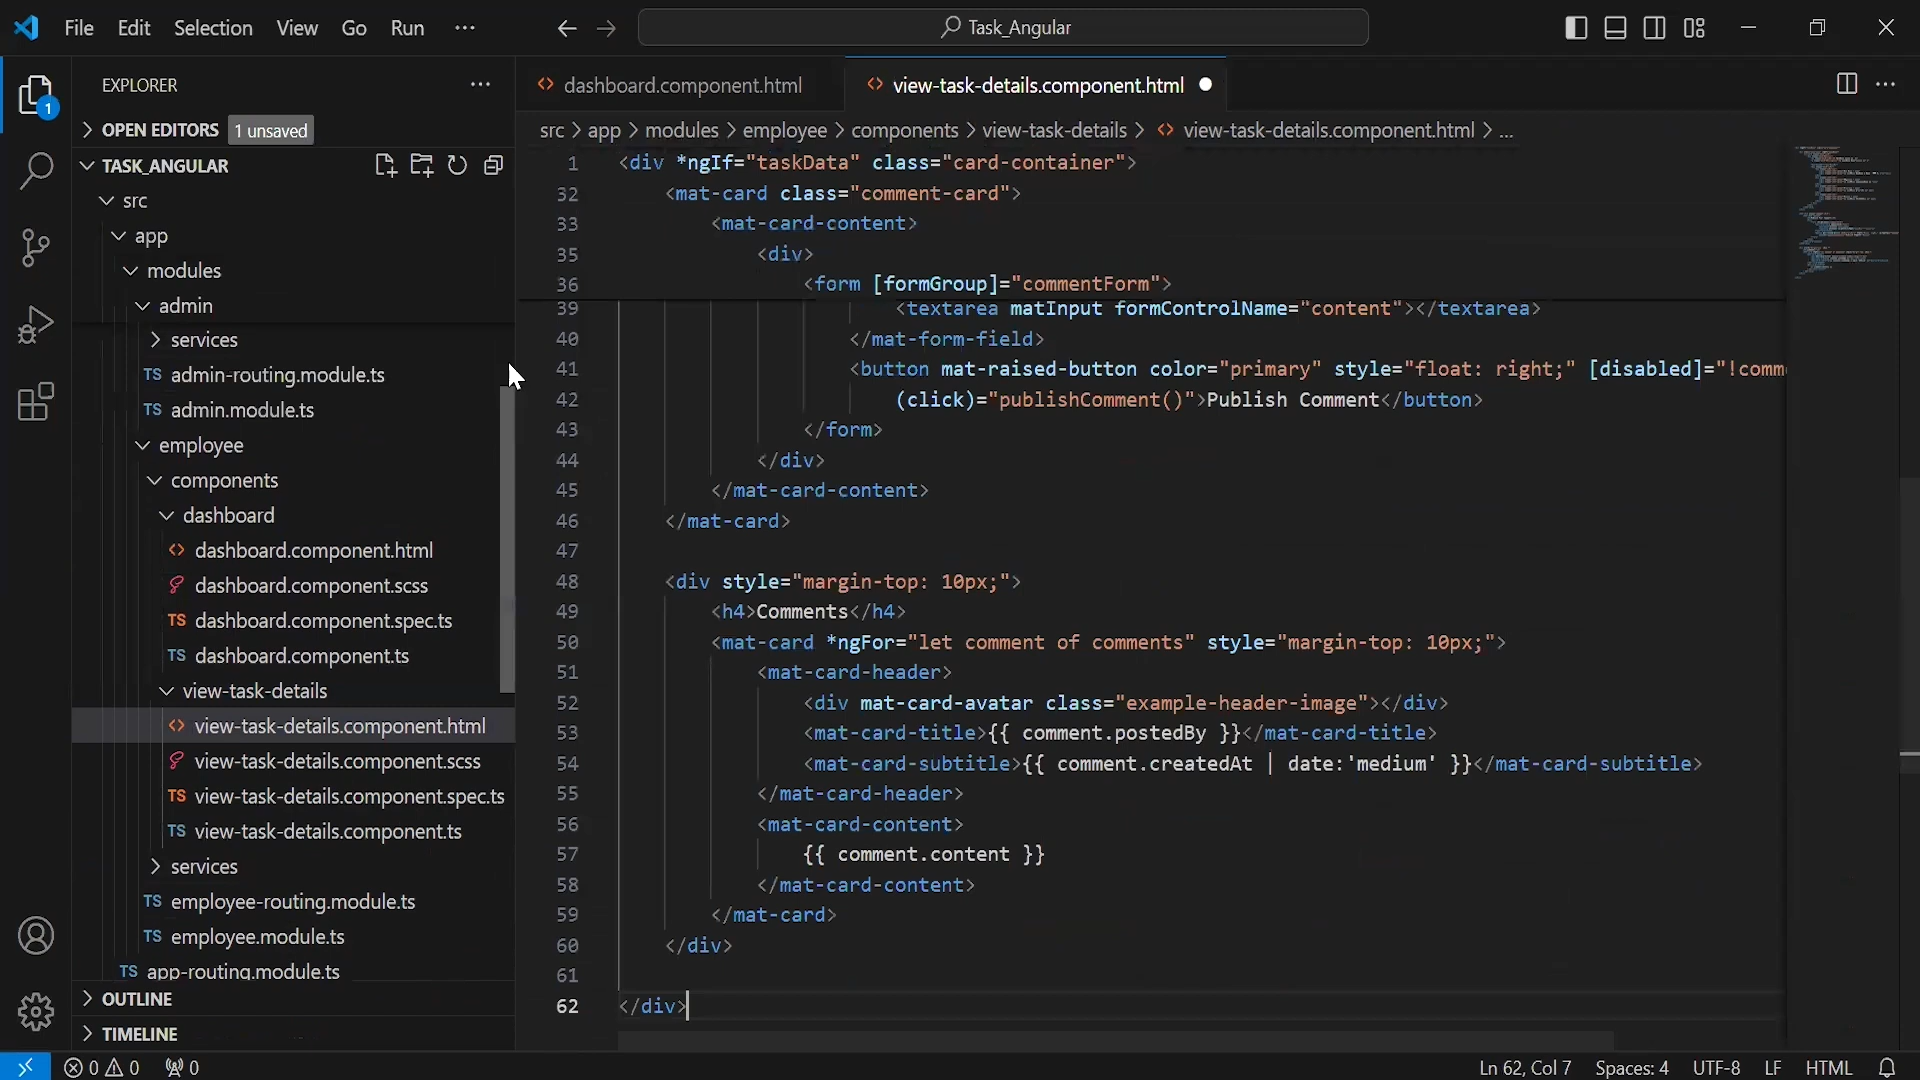 File Edit Selection View Go Run ··· Task_Angular
EXPLORER ···
OPEN EDITORS 1 unsaved
TASK_ANGULAR
src
app
modules
admin
services
TS admin-routing.module.ts
TS admin.module.ts
employee
components
dashboard
<> dashboard.component.html
dashboard.component.scss
TS dashboard.component.spec.ts
TS dashboard.component.ts
view-task-details
<> view-task-details.component.html
view-task-details.component.scss
TS view-task-details.component.spec.ts
TS view-task-details.component.ts
services
TS employee-routing.module.ts
TS employee.module.ts
TS app-routing.module.ts
OUTLINE
TIMELINE
1
<> dashboard.component.html <> view-task-details.component.html
src > app > modules > employee > components > view-task-details > <> view-task-details.component.html > ...
1 <div *ngIf="taskData" class="card-container">
32 <mat-card class="comment-card">
33 <mat-card-content>
35 <div>
36 <form [formGroup]="commentForm">
39 <textarea matInput formControlName="content"></textarea>
40 </mat-form-field>
41 <button mat-raised-button color="primary" style="float: right;" [disabled]="!comm
42 (click)="publishComment()">Publish Comment</button>
43 </form>
44 </div>
45 </mat-card-content>
46 </mat-card>
47
48 <div style="margin-top: 10px;">
49 <h4>Comments</h4>
50 <mat-card *ngFor="let comment of comments" style="margin-top: 10px;">
51 <mat-card-header>
52 <div mat-card-avatar class="example-header-image"></div>
53 <mat-card-title>{{ comment.postedBy }}</mat-card-title>
54 <mat-card-subtitle>{{ comment.createdAt | date:'medium' }}</mat-card-subtitle>
55 </mat-card-header>
56 <mat-card-content>
57 {{ comment.content }}
58 </mat-card-content>
59 </mat-card>
60 </div>
61
62 </div>
0 0 0 Ln 62, Col 7 Spaces: 4 UTF-8 LF HTML